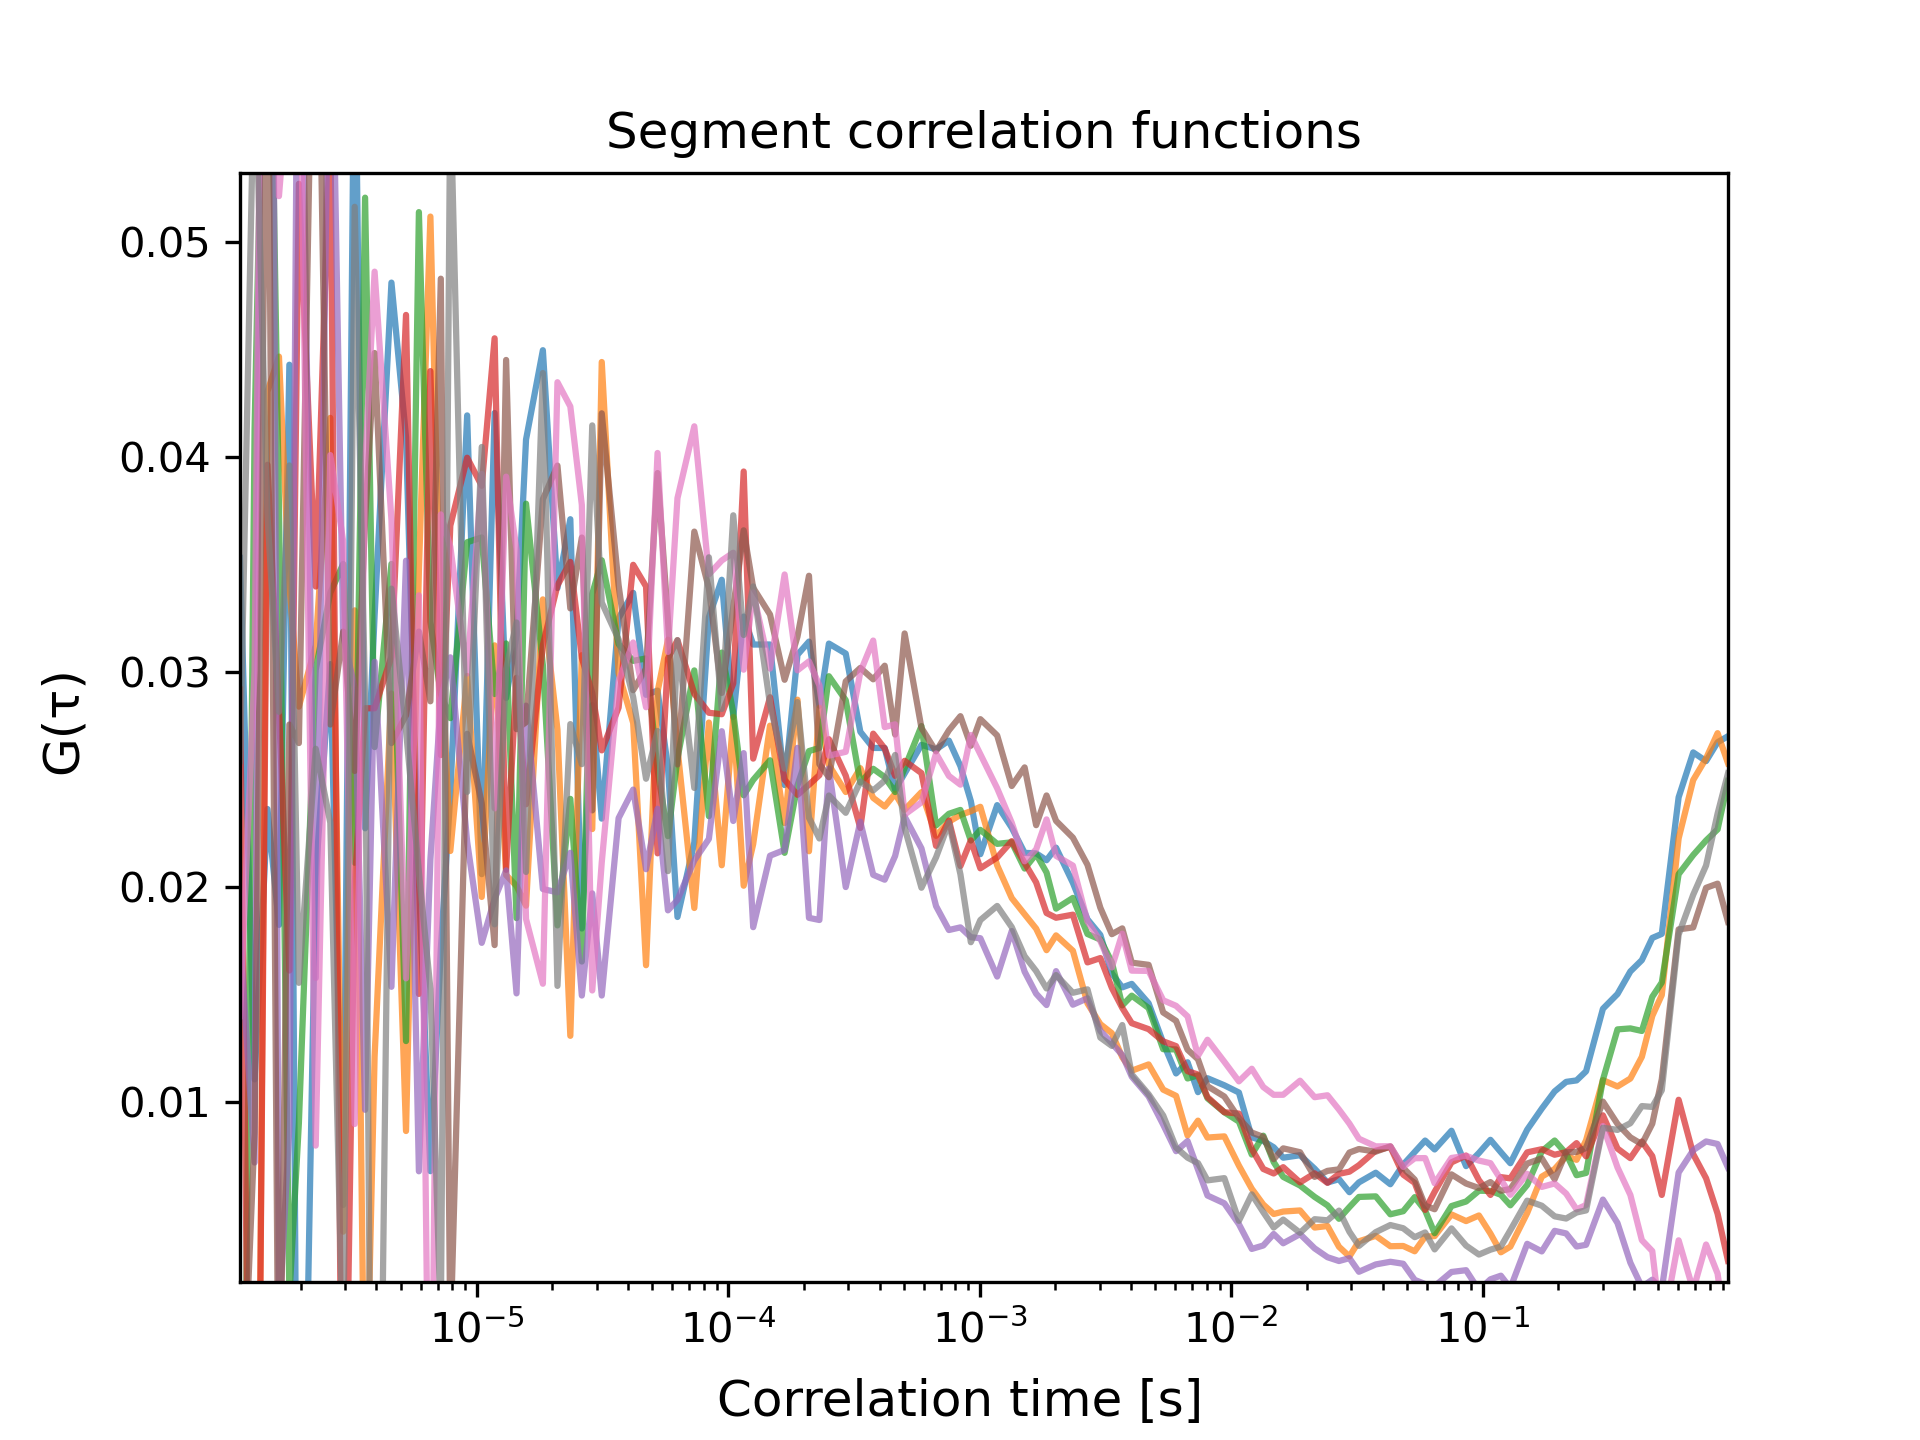 Segment correlation functions
0.05
0.04
0.03
0.02
0.01
G(τ)
10⁻⁵ 10⁻⁴ 10⁻³ 10⁻² 10⁻¹
Correlation time [s]